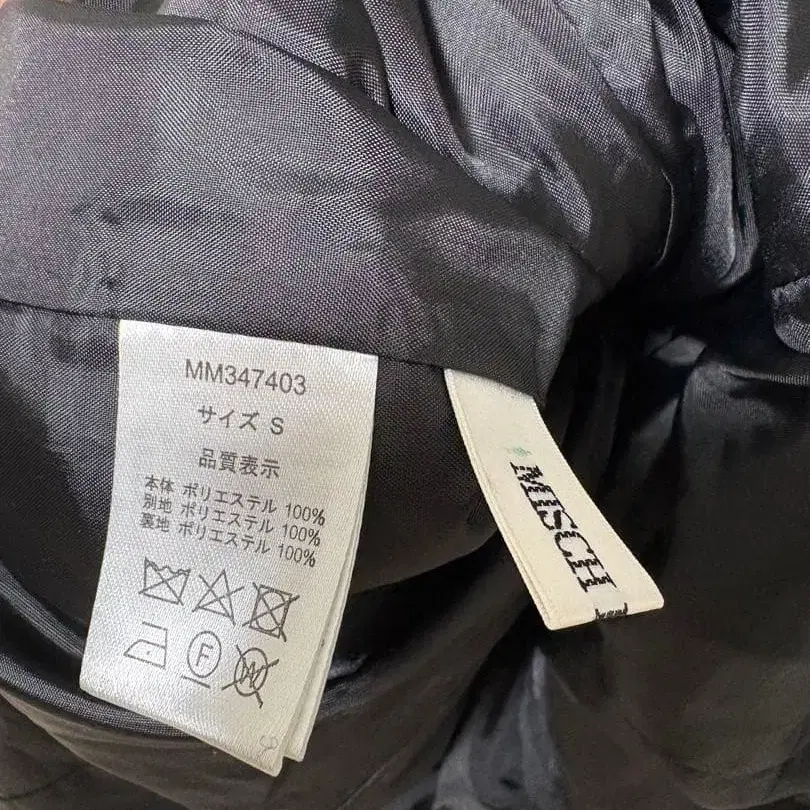 MM347403
サイズ S
品質表示
本体 ポリエステル 100%
別地 ポリエステル 100%
裏地 ポリエステル 100%
F
W
MISCH